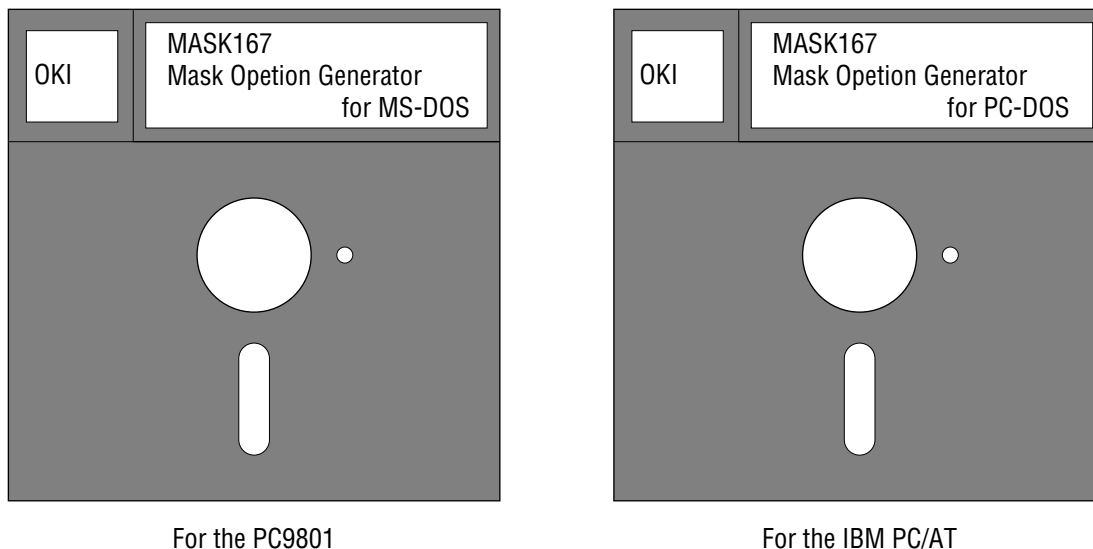 OKI
MASK167
Mask Opetion Generator
for MS-DOS
For the PC9801
OKI
MASK167
Mask Opetion Generator
for PC-DOS
For the IBM PC/AT